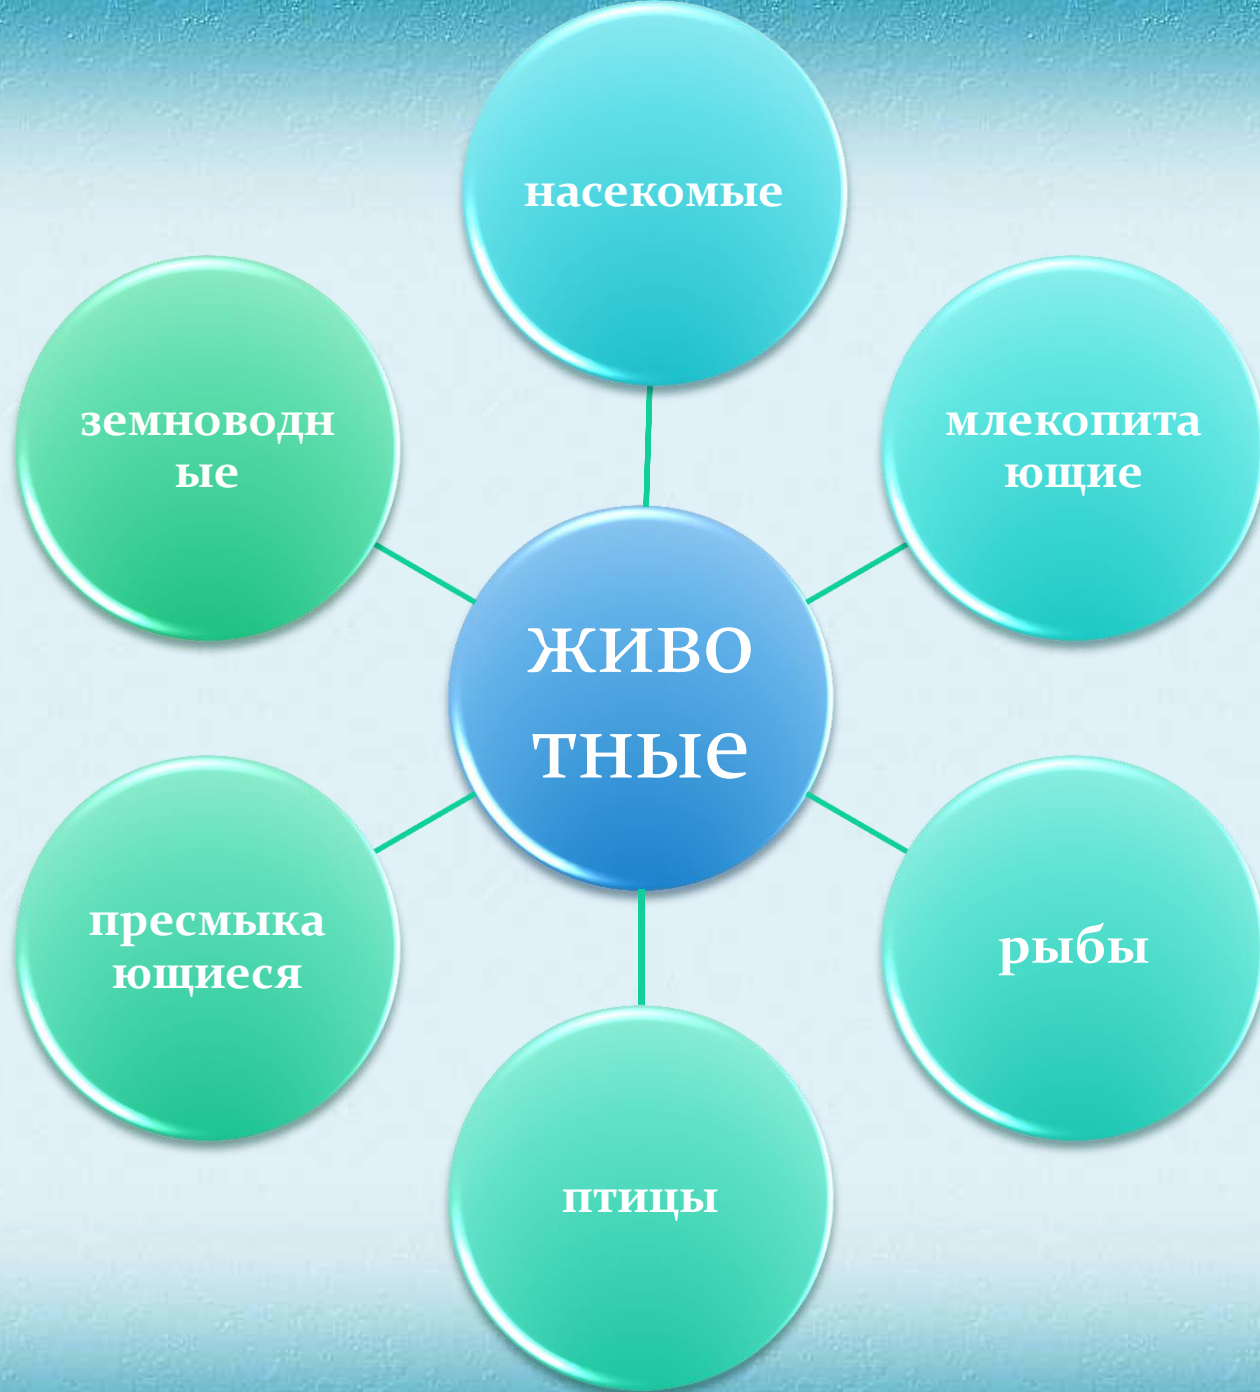 насекомые
земноводн
ые
млекопита
ющие
живо
тные
пресмыка
ющиеся
рыбы
птицы